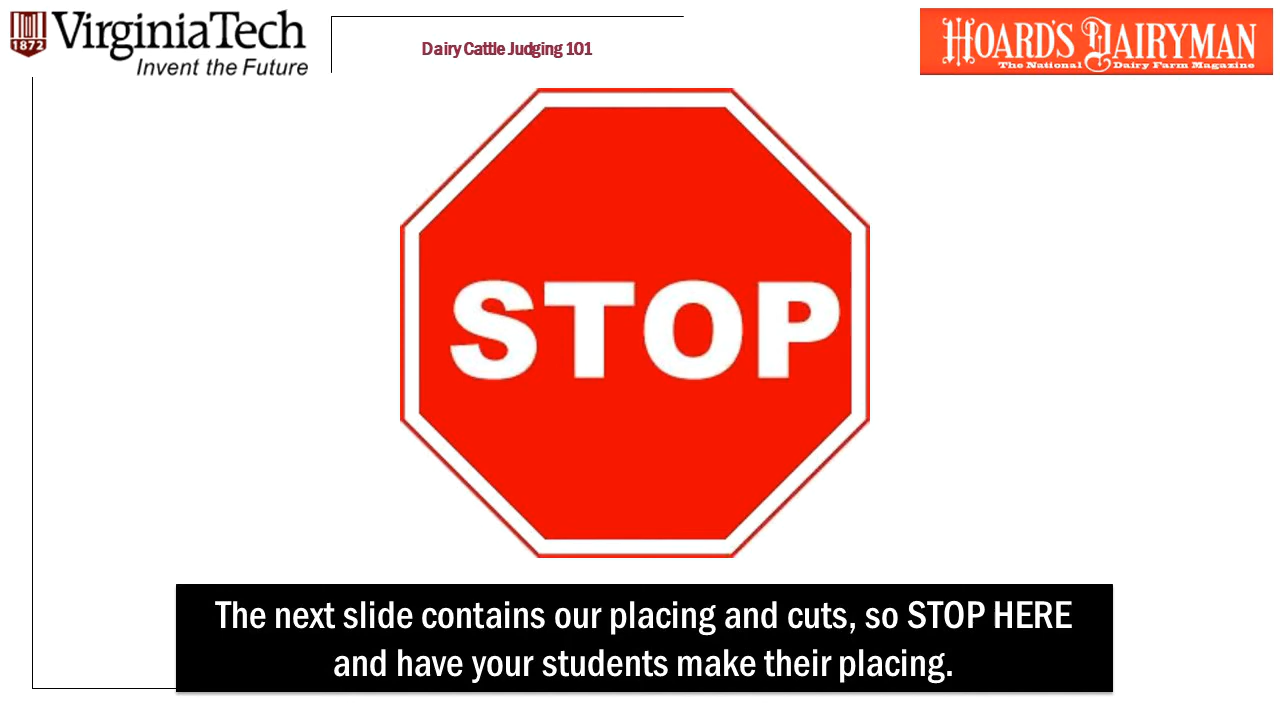 1872
VirginiaTech
Invent the Future
Dairy Cattle Judging 101
HOARD'S DAIRYMAN
The National Dairy Farm Magazine
STOP
The next slide contains our placing and cuts, so STOP HERE
and have your students make their placing.